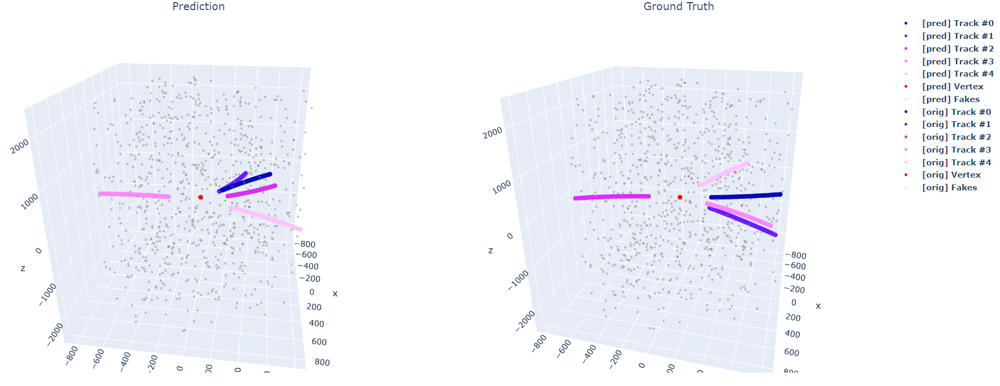 Prediction
2000
1000
0
z
−1000
−2000
−800
−600
−400
−200
0
200
400
600
800
x
−800
−600
−400
0
0
Ground Truth
2000
1000
0
z
−1000
−2000
−800
−600
−400
−200
0
200
400
600
x
−800
−600
−400
−200
0
[pred] Track #0
[pred] Track #1
[pred] Track #2
[pred] Track #3
[pred] Track #4
[pred] Vertex
[pred] Fakes
[orig] Track #0
[orig] Track #1
[orig] Track #2
[orig] Track #3
[orig] Track #4
[orig] Vertex
[orig] Fakes